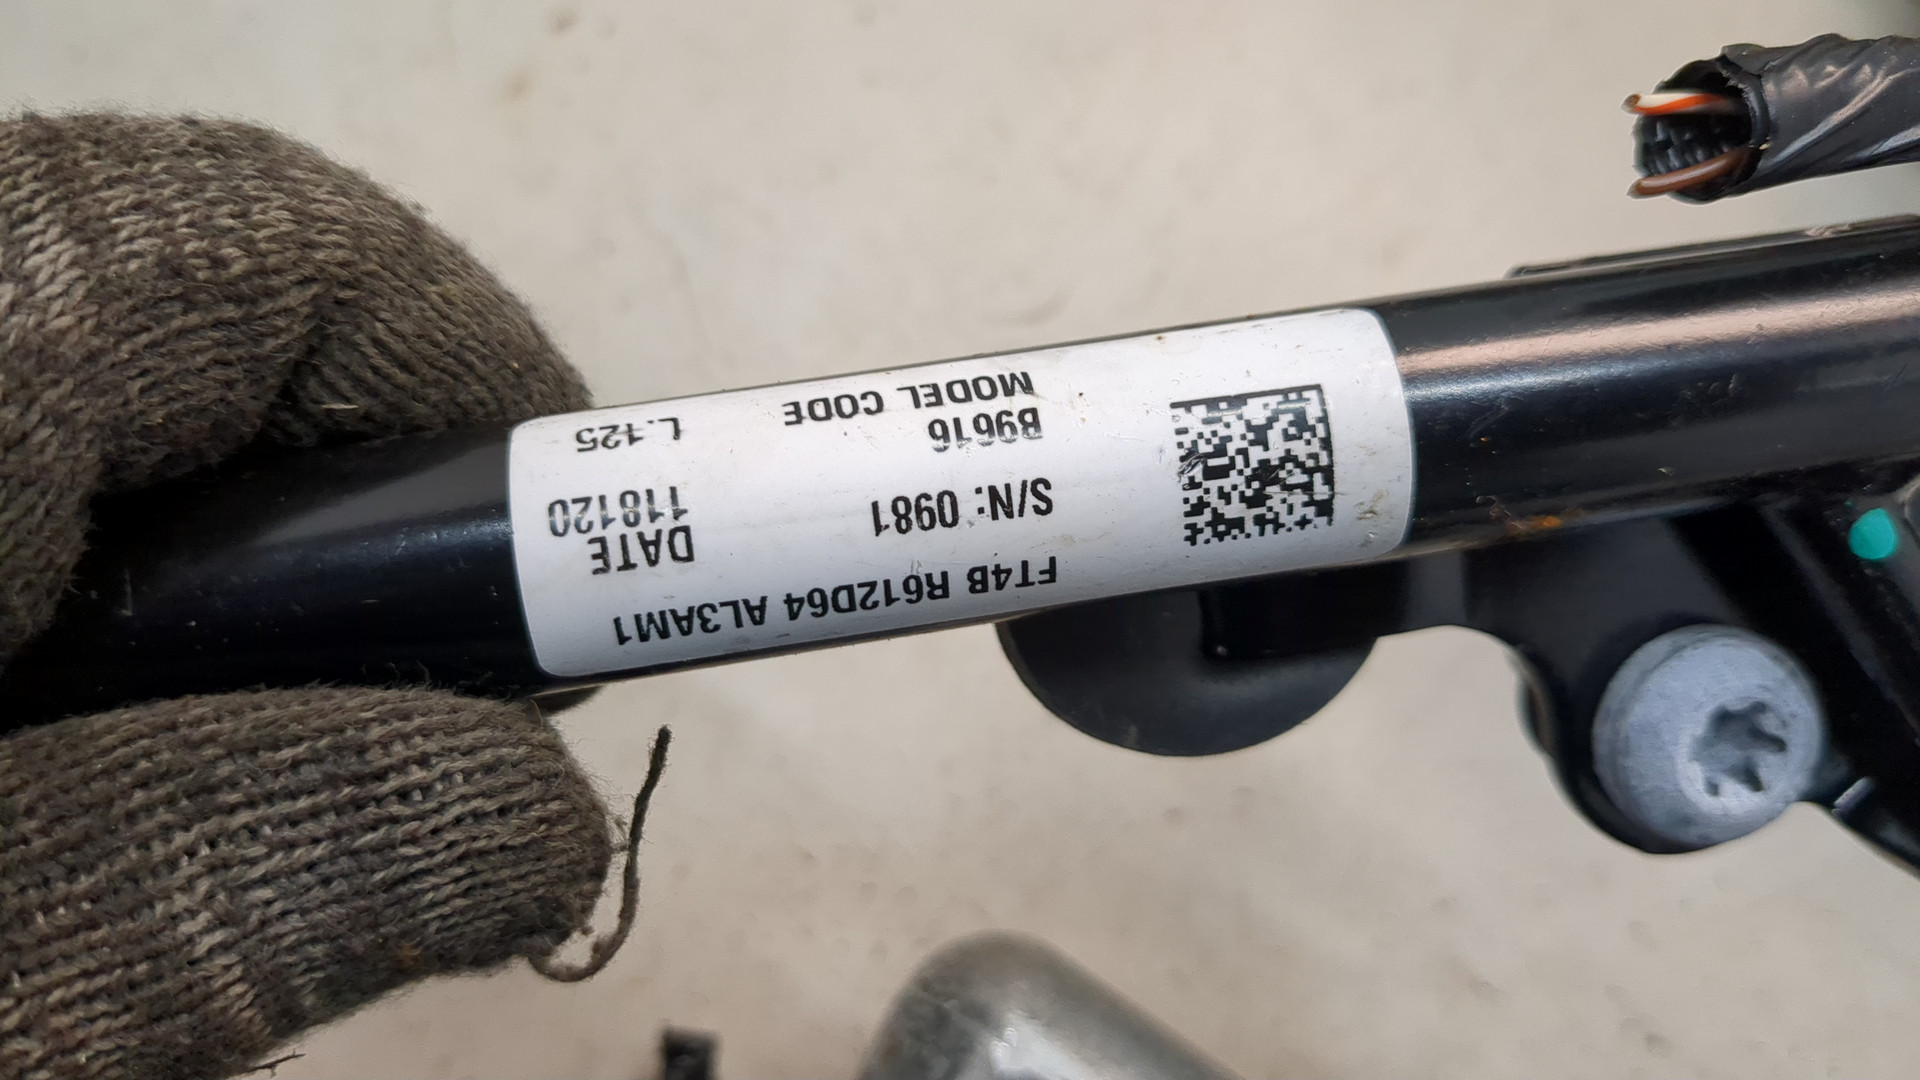 FT4B R612D64 AL3AM1
S/N: 0981
DATE
118120
B9616
MODEL CODE
L.125